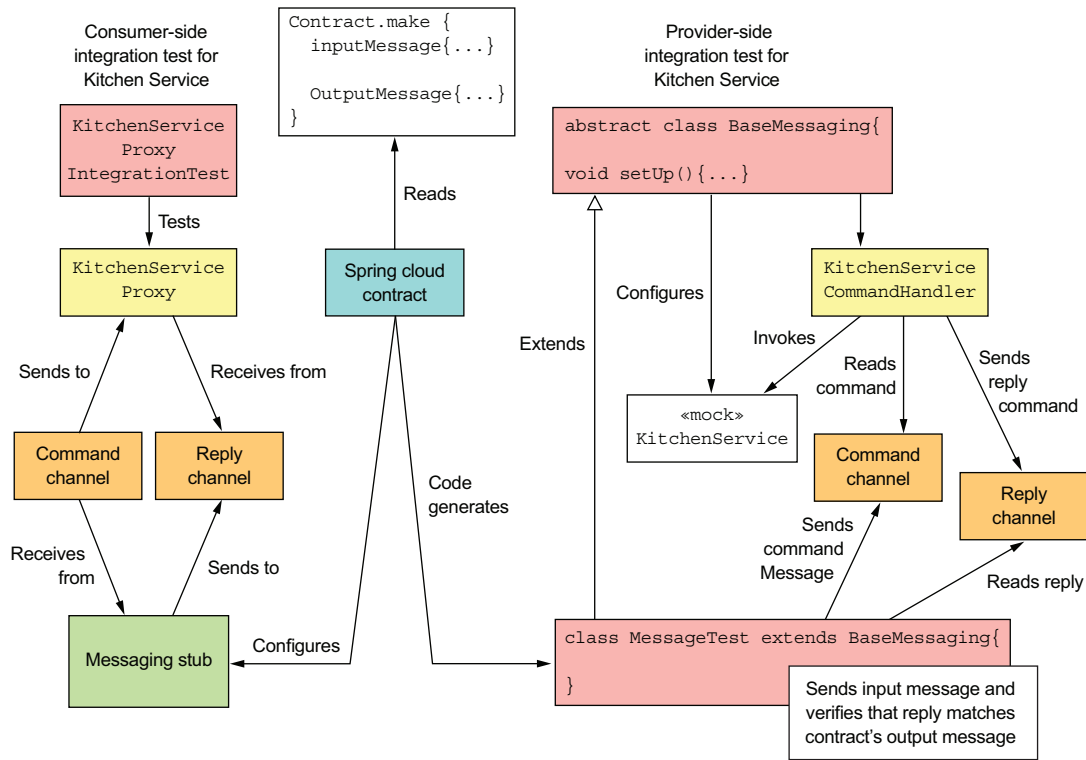 Consumer-side
integration test for
Kitchen Service
Contract.make {
inputMessage{...}
OutputMessage{...}
}
Provider-side
integration test for
Kitchen Service
KitchenService
Proxy
IntegrationTest
abstract class BaseMessaging{
void setUp(){...}
Reads
Tests
KitchenService
Proxy
Spring cloud
contract
KitchenService
CommandHandler
Configures
Invokes
Extends
Reads
command
Sends
reply
command
Sends to
Receives from
«mock»
KitchenService
Command
channel
Reply
channel
Command
channel
Code
generates
Reply
channel
Receives
from
Sends to
Sends
command
Message
Reads reply
Messaging stub
Configures
class MessageTest extends BaseMessaging{
}
Sends input message and
verifies that reply matches
contract's output message